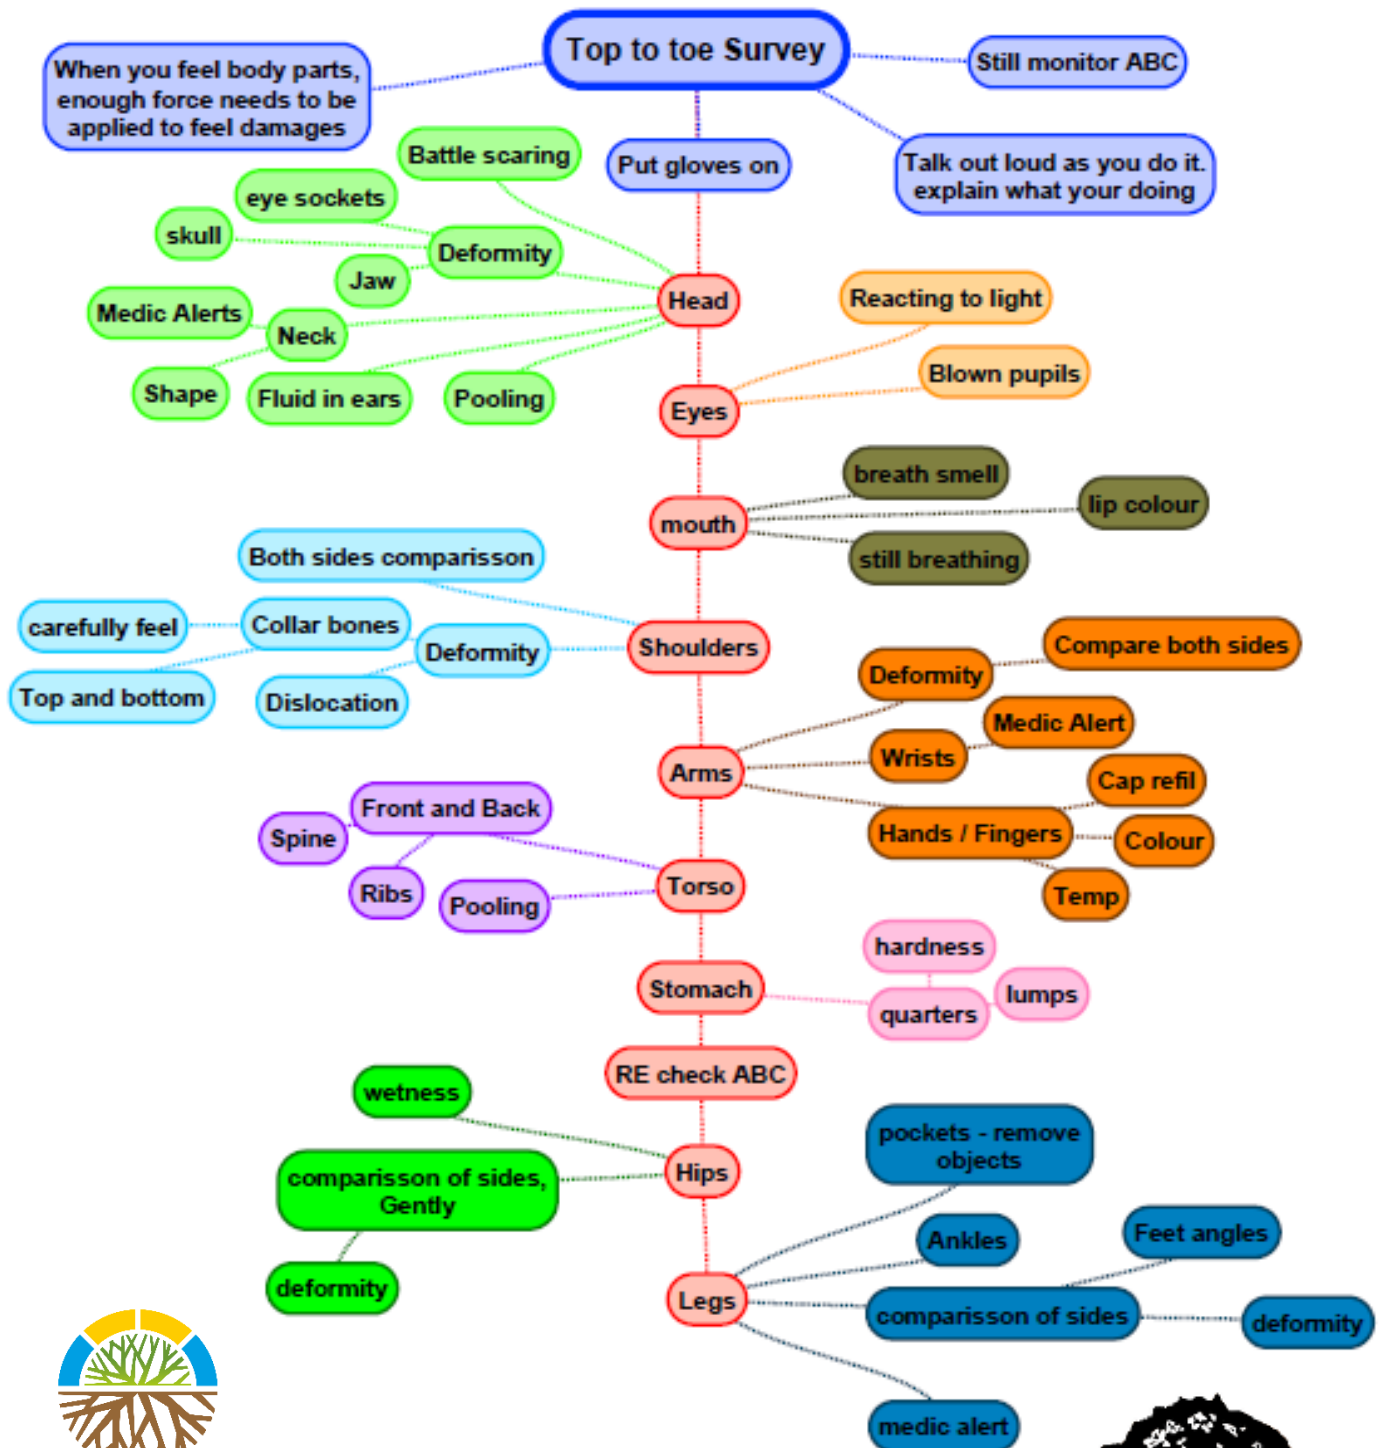 Top to toe Survey
When you feel body parts,
enough force needs to be
applied to feel damages
Still monitor ABC
Put gloves on
Talk out loud as you do it.
explain what your doing
Battle scaring
eye sockets
skull
Deformity
Jaw
Medic Alerts
Neck
Shape
Fluid in ears
Pooling
Head
Reacting to light
Blown pupils
Eyes
breath smell
lip colour
mouth
still breathing
Both sides comparisson
carefully feel
Collar bones
Deformity
Top and bottom
Dislocation
Shoulders
Compare both sides
Deformity
Medic Alert
Wrists
Arms
Cap refil
Hands / Fingers
Colour
Temp
Front and Back
Spine
Ribs
Pooling
Torso
hardness
lumps
quarters
Stomach
RE check ABC
wetness
comparisson of sides,
Gently
deformity
Hips
pockets - remove
objects
Ankles
Feet angles
Legs
comparisson of sides
deformity
medic alert